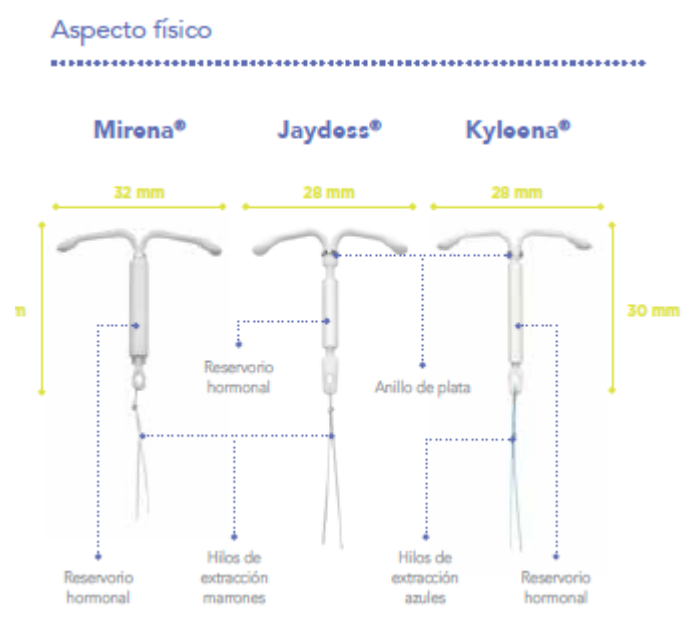 Aspecto físico
Mirena® Jaydess® Kyleena®
32 mm 28 mm 28 mm
m
30 mm
Reservorio
hormonal
Anillo de plata
Reservorio
hormonal
Hilos de
extracción
marrones
Hilos de
extracción
azules
Reservorio
hormonal